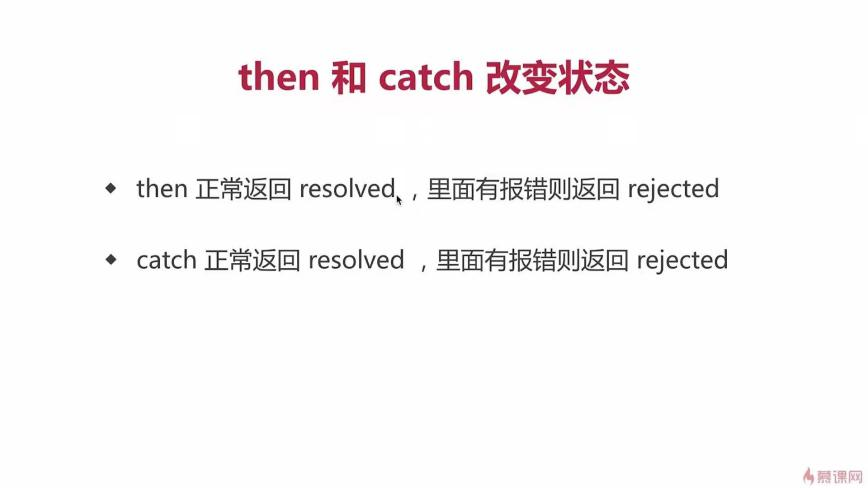 then 和 catch 改变状态
then 正常返回 resolved ，里面有报错则返回 rejected
catch 正常返回 resolved ，里面有报错则返回 rejected
慕课网